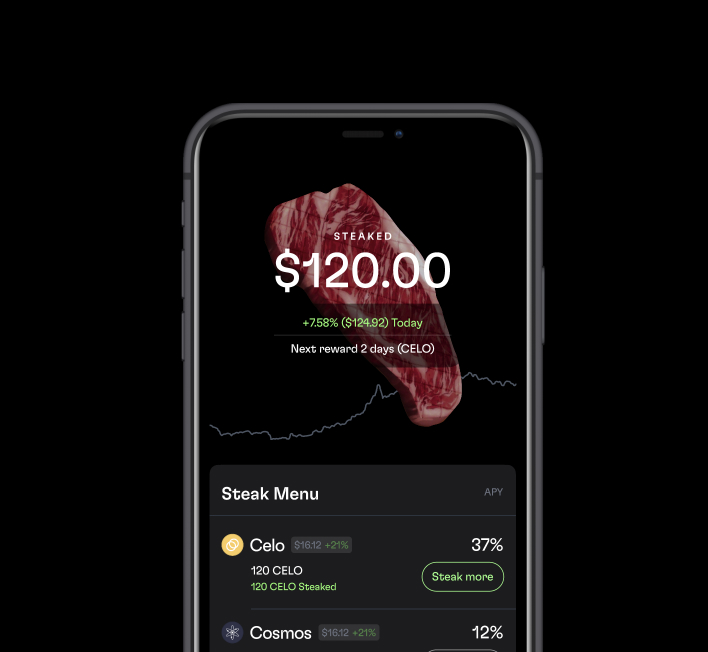 STEAKED
$120.00
+7.58% ($124.92) Today
Next reward 2 days (CELO)
Steak Menu APY
Celo $16.12 +21% 37%
120 CELO
Steak more
120 CELO Steaked
Cosmos $16.12 +21% 12%